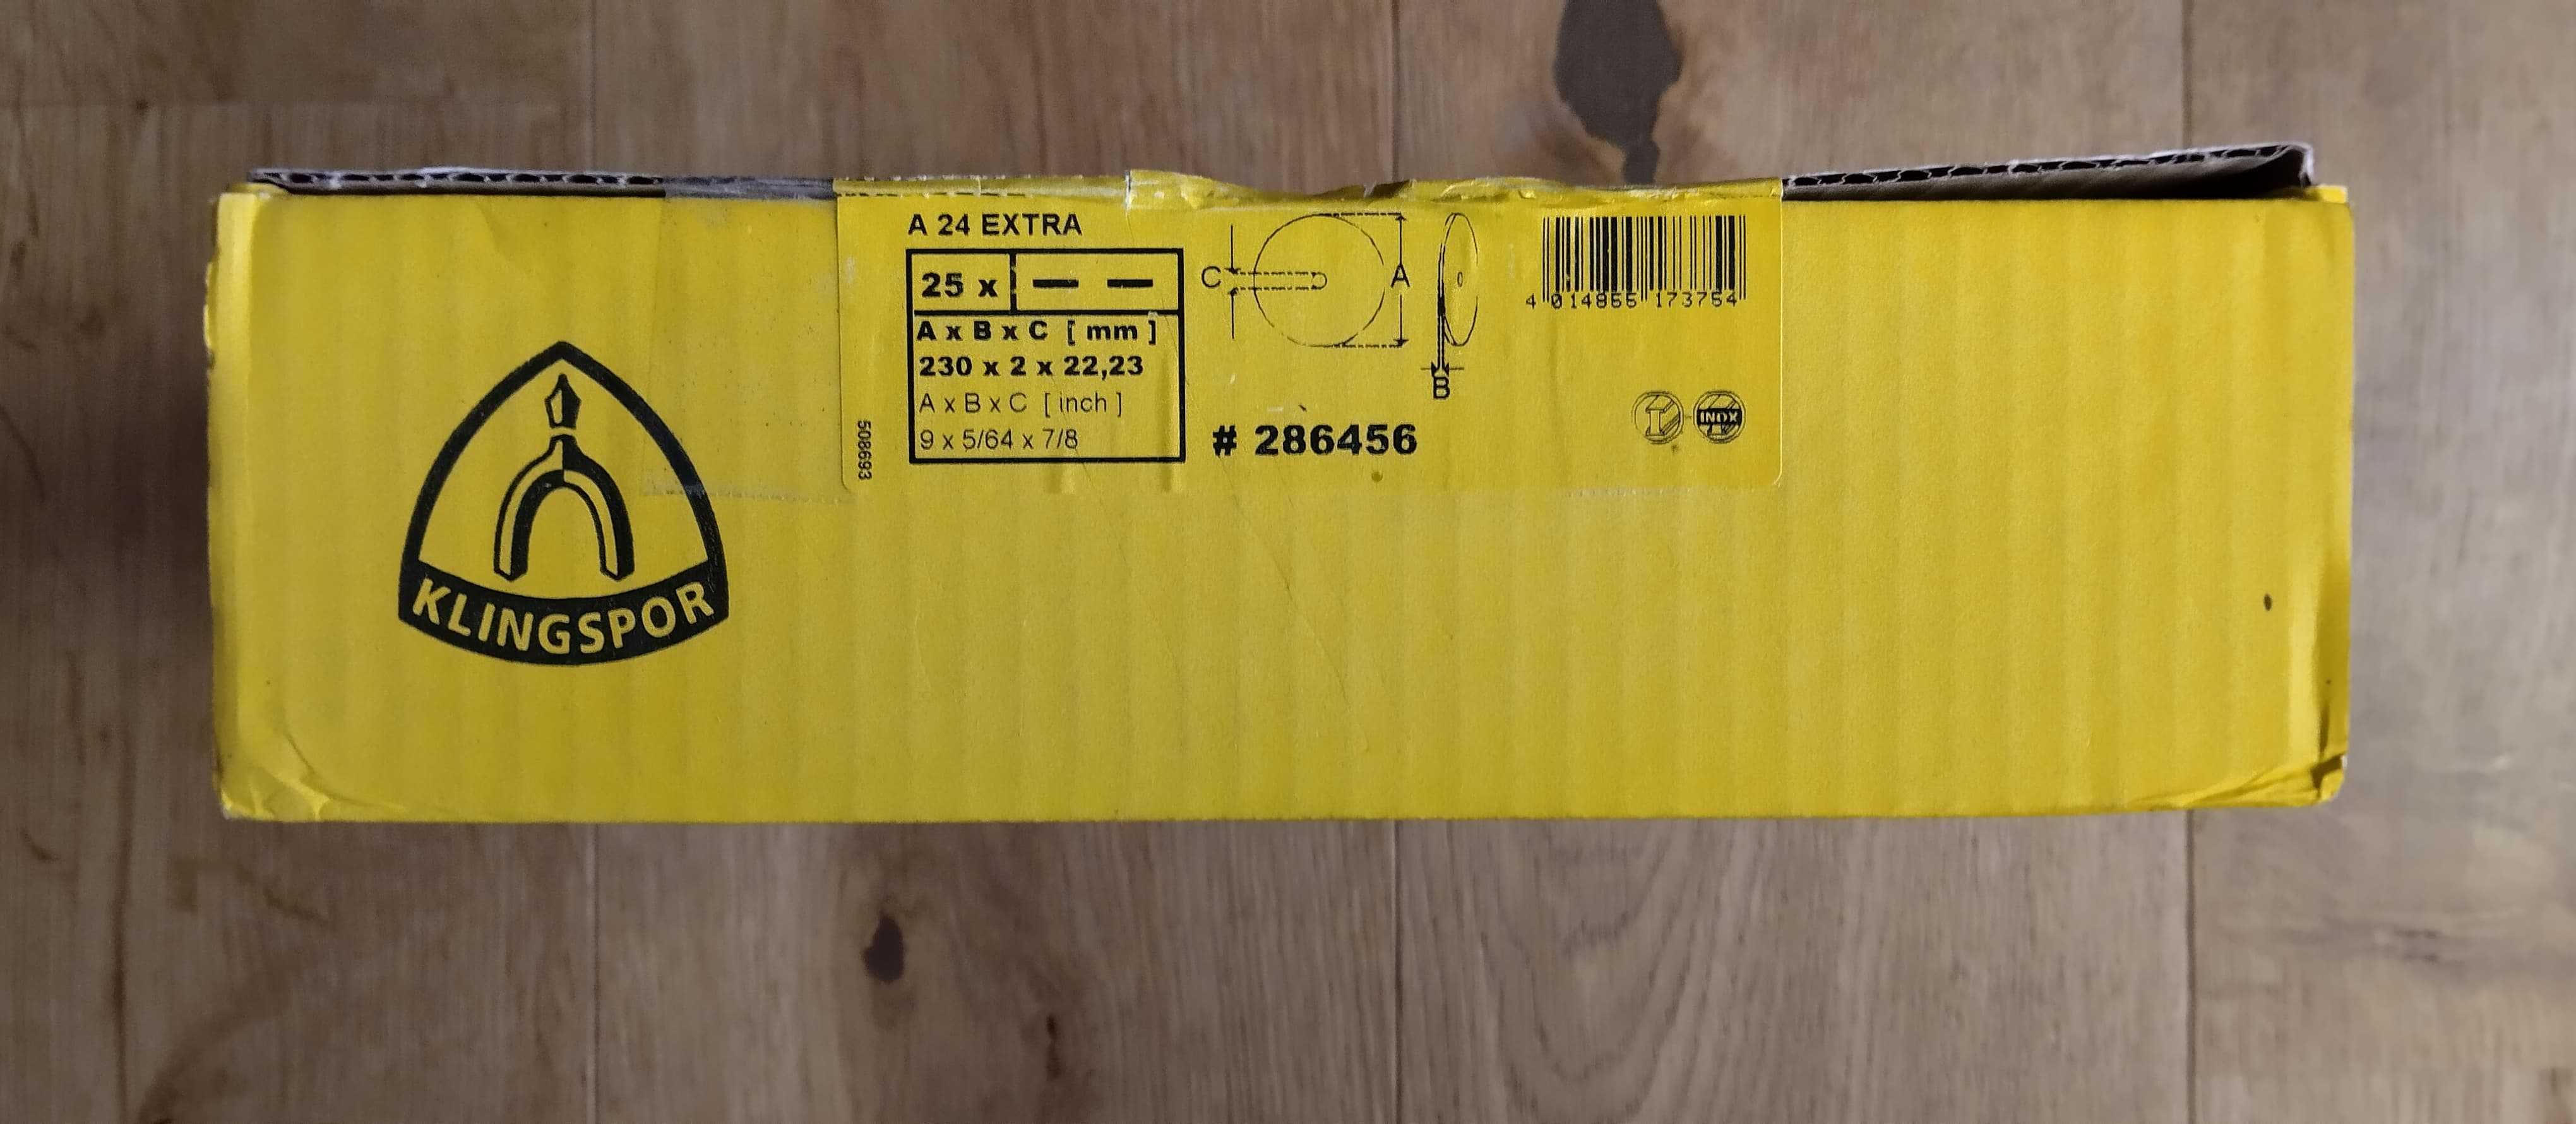 A 24 EXTRA
25 x
A x B x C [ mm ]
230 x 2 x 22,23
A x B x C [ inch ]
9 x 5/64 x 7/8
508693
C
A
B
# 286456
4 014855 173754
INOX
KLINGSPOR